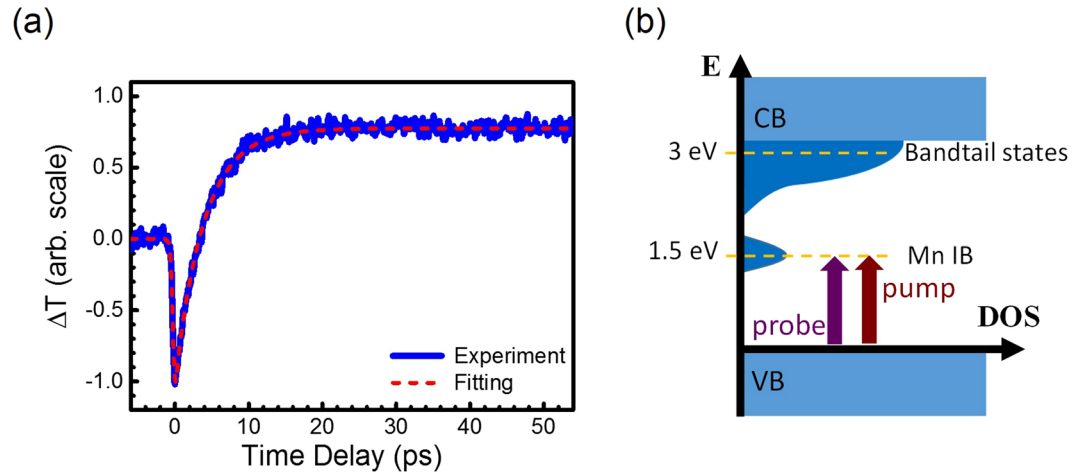 (a)
1.0
0.5
0.0
-0.5
-1.0
ΔT (arb. scale)
Experiment
Fitting
0 10 20 30 40 50
Time Delay (ps)
(b)
E
CB
3 eV
Bandtail states
1.5 eV
Mn IB
pump
probe
DOS
VB